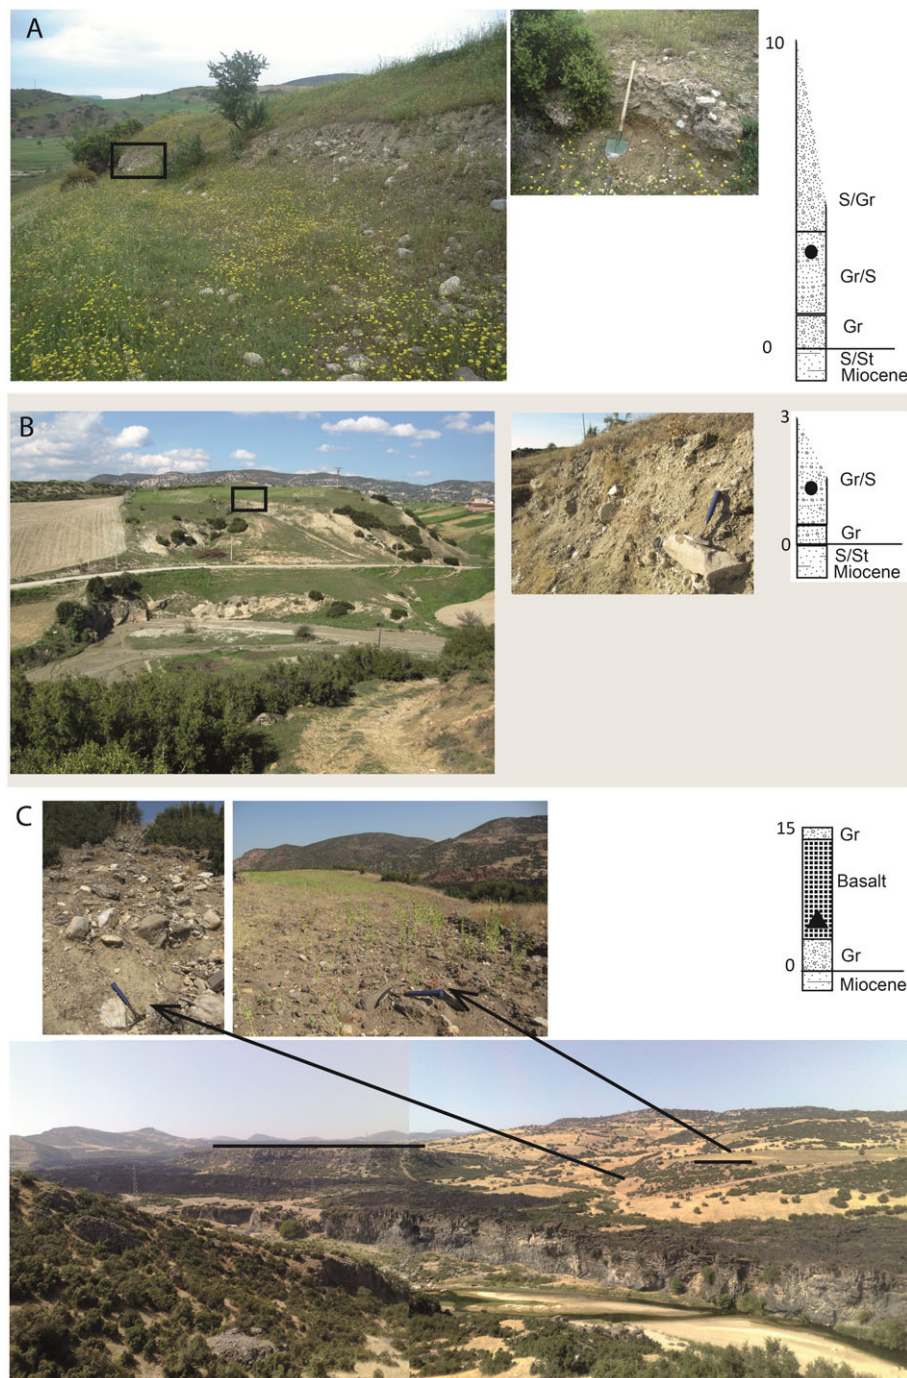 A
10
S/Gr
Gr/S
Gr
0
S/St
Miocene
B
3
Gr/S
Gr
0
S/St
Miocene
C
15
Gr
Basalt
Gr
0
Miocene